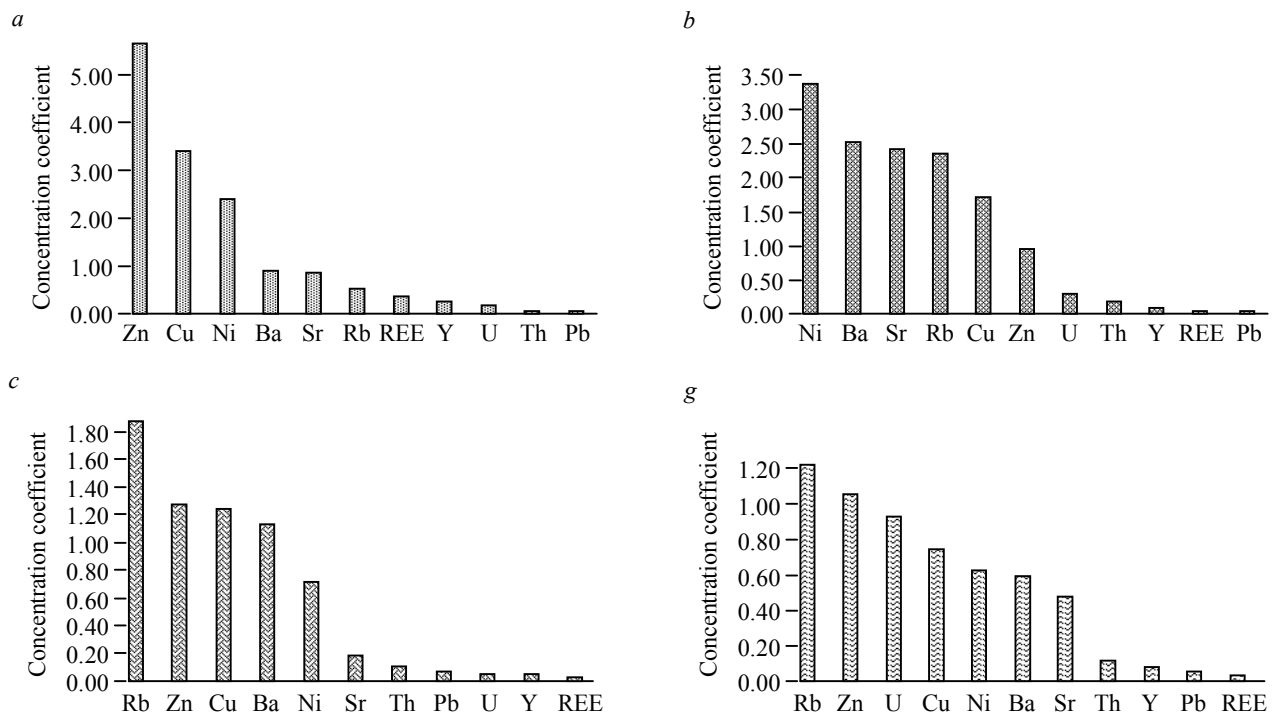 a
Concentration coefficient
5.00
4.00
3.00
2.00
1.00
0.00
Zn Cu Ni Ba Sr Rb REE Y U Th Pb
b
Concentration coefficient
3.50
3.00
2.50
2.00
1.50
1.00
0.50
0.00
Ni Ba Sr Rb Cu Zn U Th Y REE Pb
c
Concentration coefficient
1.80
1.60
1.40
1.20
1.00
0.80
0.60
0.40
0.20
0.00
Rb Zn Cu Ba Ni Sr Th Pb U Y REE
g
Concentration coefficient
1.20
1.00
0.80
0.60
0.40
0.20
0.00
Rb Zn U Cu Ni Ba Sr Th Y Pb REE